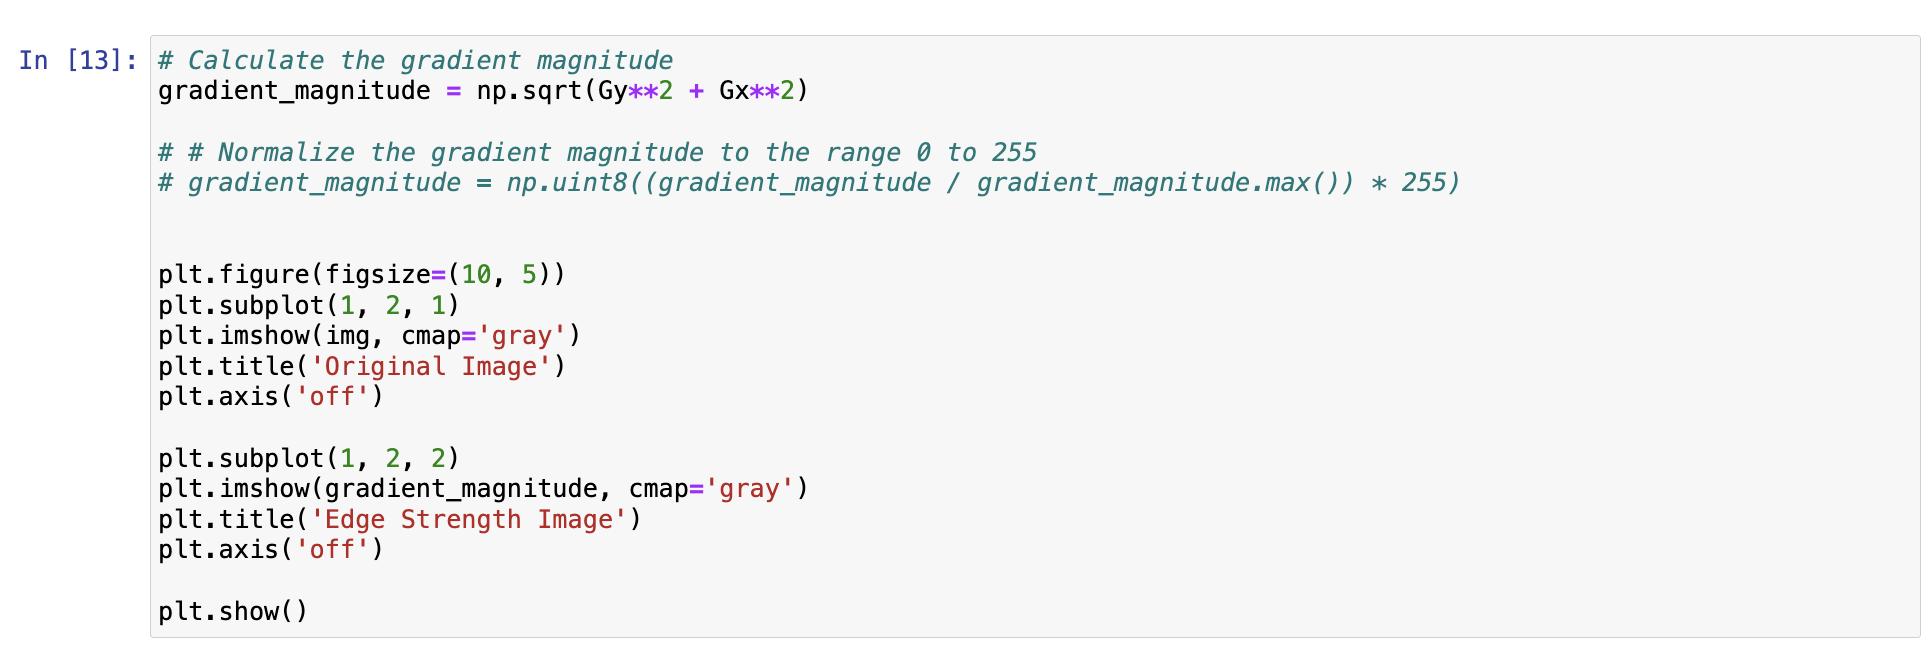 In [13]:
# Calculate the gradient magnitude
gradient_magnitude = np.sqrt(Gy**2 + Gx**2)
# # Normalize the gradient magnitude to the range 0 to 255
# gradient_magnitude = np.uint8((gradient_magnitude / gradient_magnitude.max()) * 255)
plt.figure(figsize=(10, 5))
plt.subplot(1, 2, 1)
plt.imshow(img, cmap='gray')
plt.title('Original Image')
plt.axis('off')
plt.subplot(1, 2, 2)
plt.imshow(gradient_magnitude, cmap='gray')
plt.title('Edge Strength Image')
plt.axis('off')
plt.show()